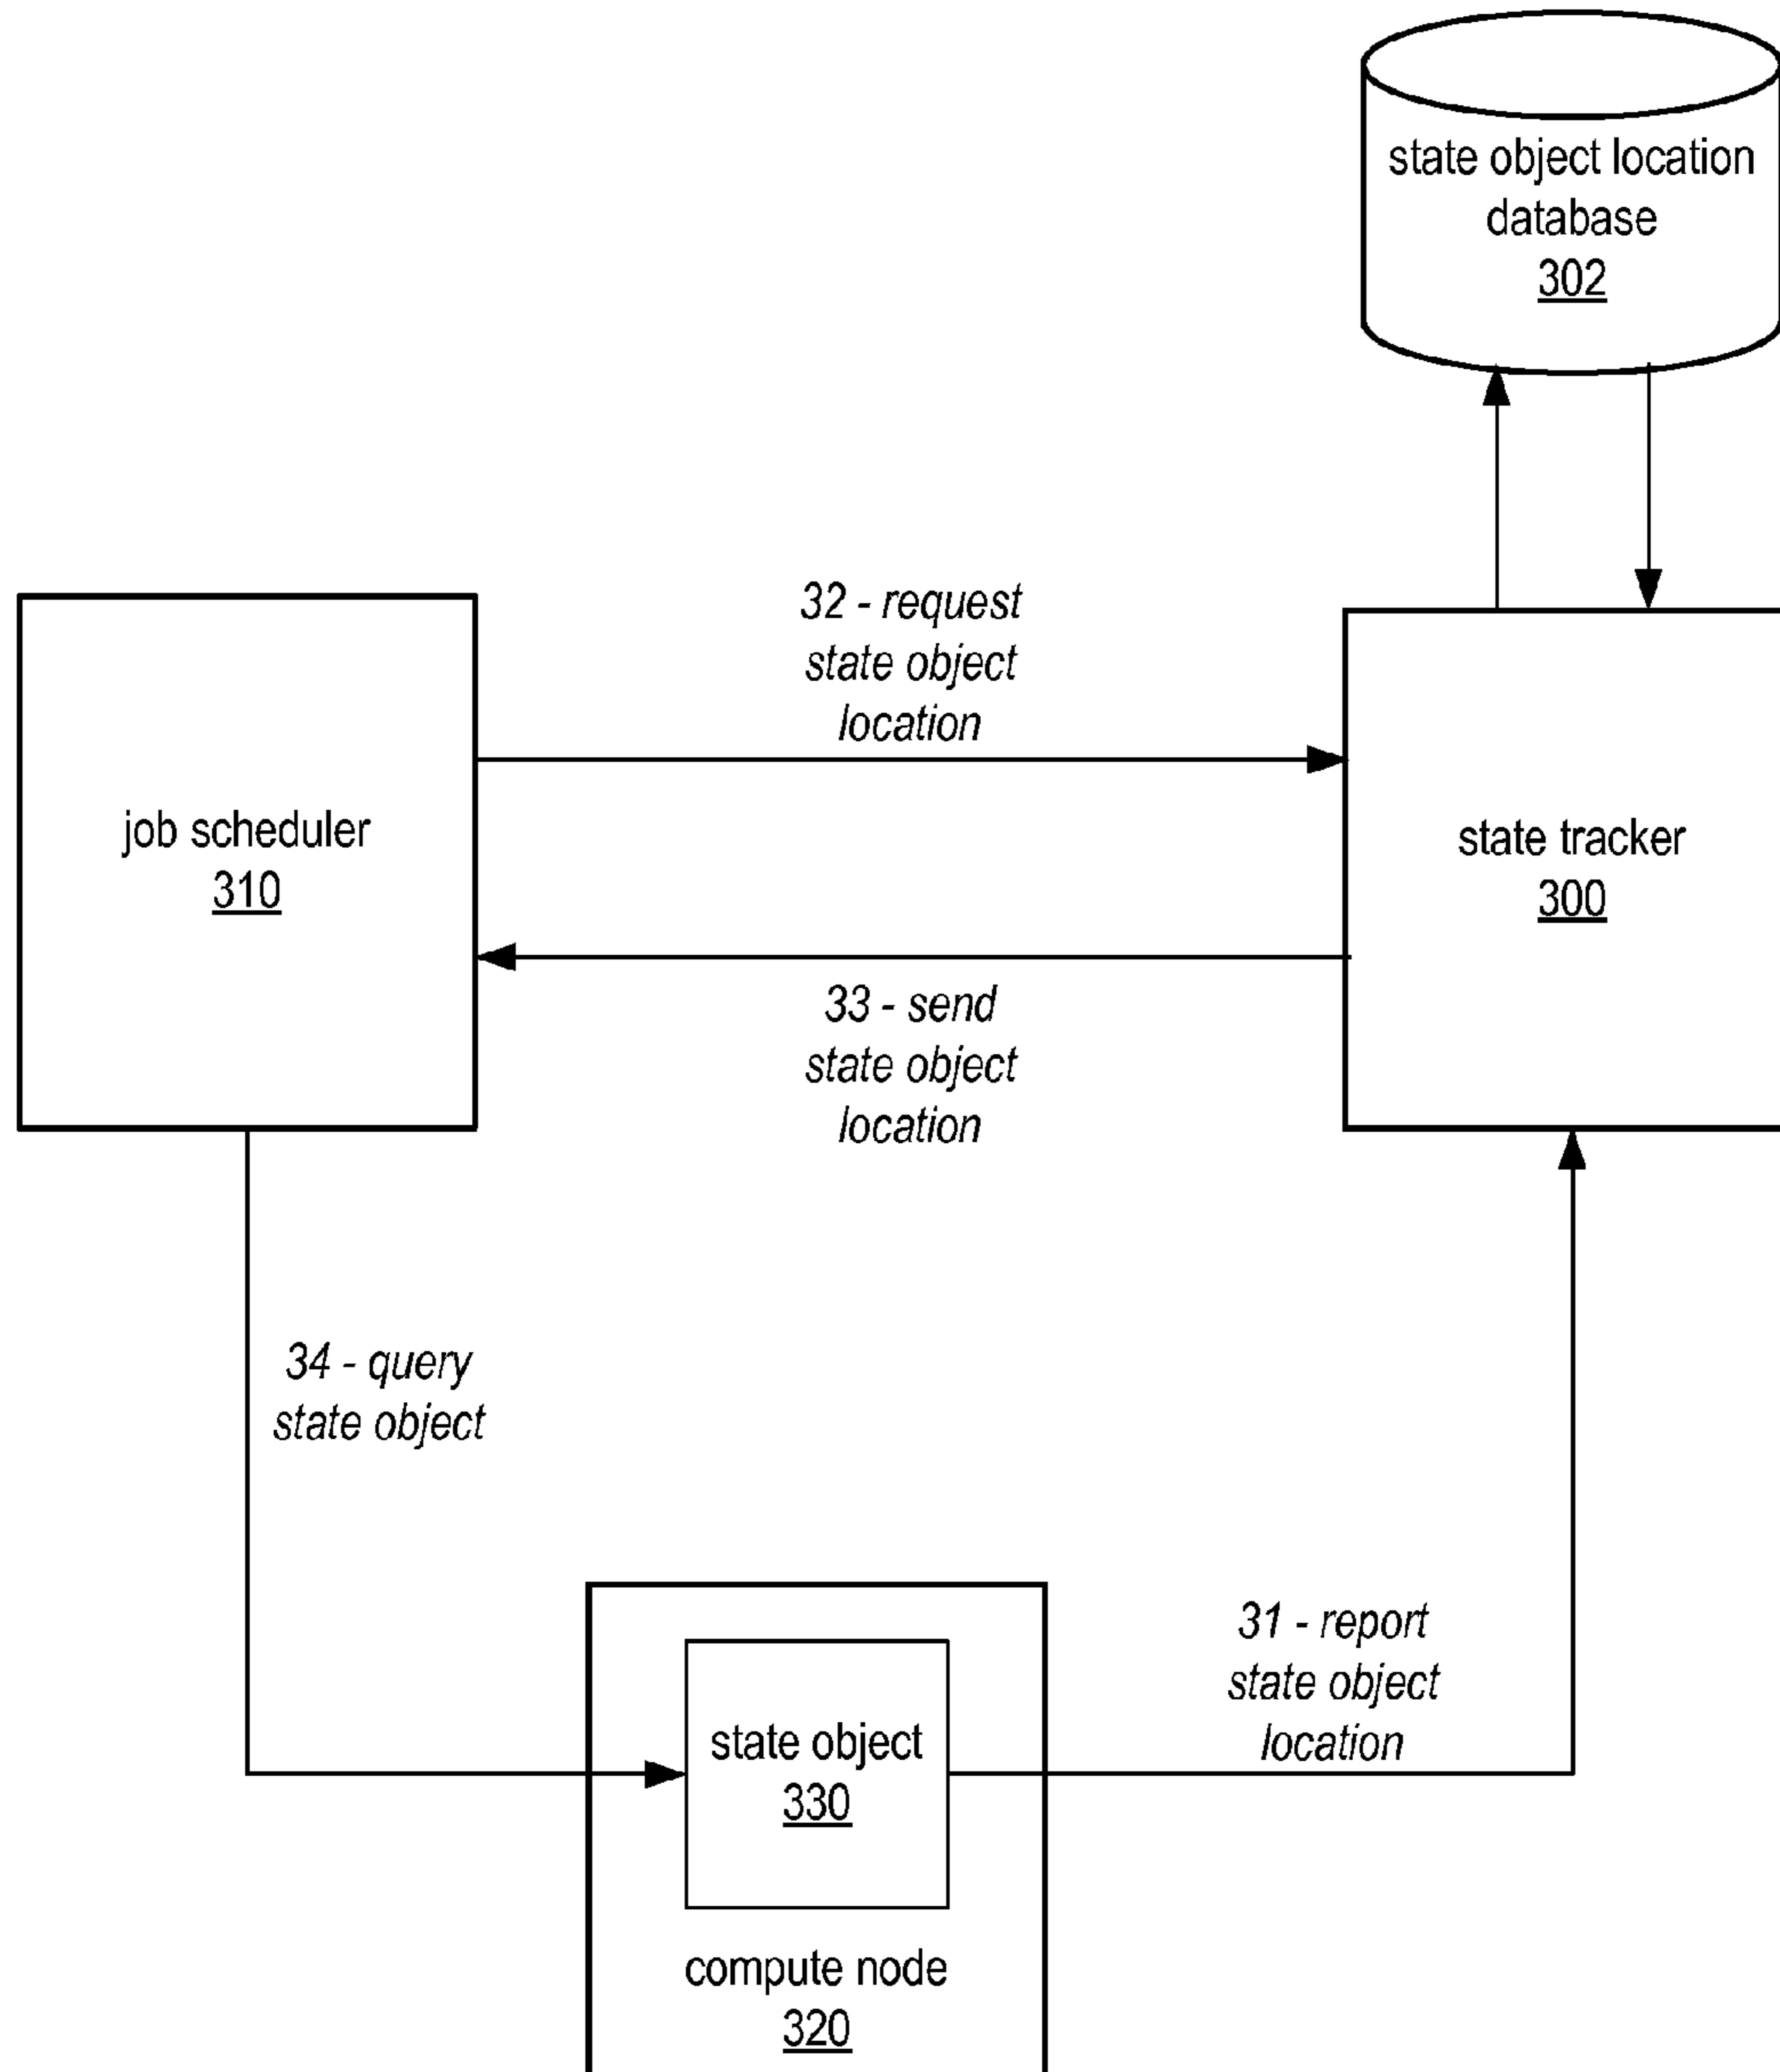 state object location
database
302
32 - request
state object
location
job scheduler
310
state tracker
300
33 - send
state object
location
34 - query
state object
31 - report
state object
location
state object
330
compute node
320